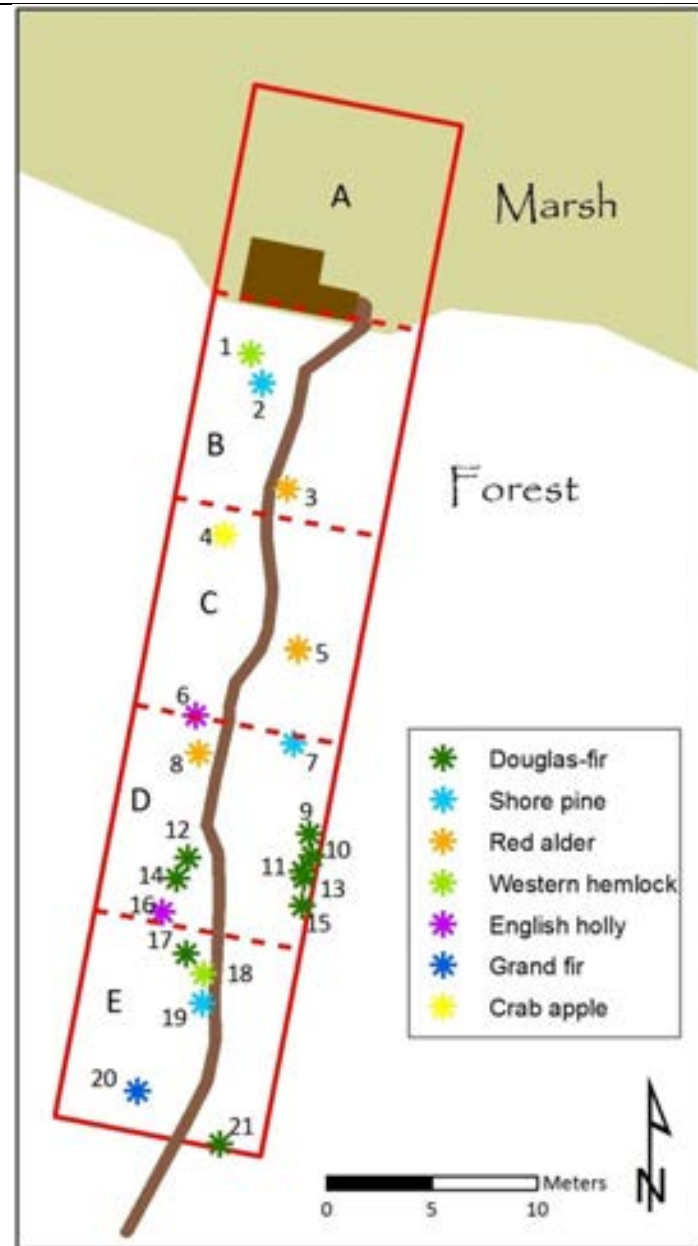 A
Marsh
1
2
B
3
Forest
4
C
5
6
7
8
D
9
12
10
11
14
13
16
15
17
18
E
19
20
21
Douglas-fir
Shore pine
Red alder
Western hemlock
English holly
Grand fir
Crab apple
Meters
0 5 10
N